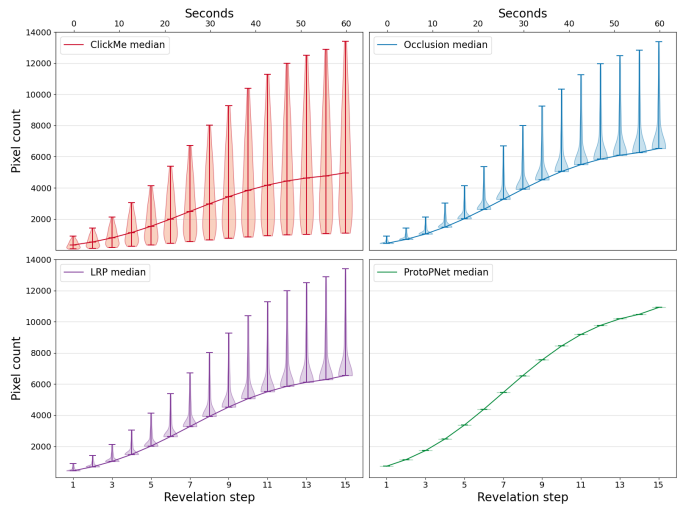 Seconds
Seconds
0 10 20 30 40 50 60
0 10 20 30 40 50 60
14000
12000
10000
8000
6000
4000
2000
Pixel count
ClickMe median
Occlusion median
14000
12000
10000
8000
6000
4000
2000
Pixel count
LRP median
ProtoPNet median
1 3 5 7 9 11 13 15
1 3 5 7 9 11 13 15
Revelation step
Revelation step